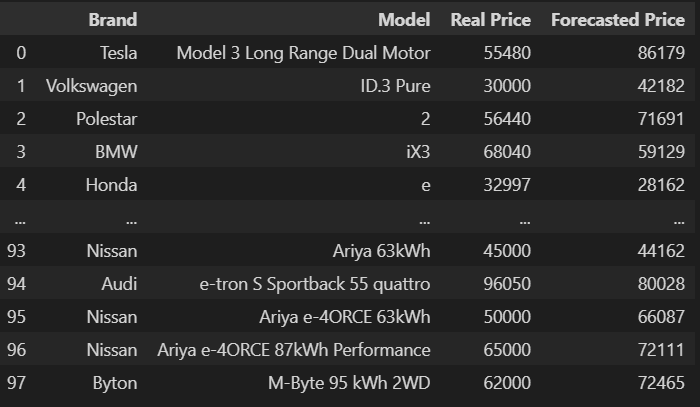 Brand Model Real Price Forecasted Price
0 Tesla Model 3 Long Range Dual Motor 55480 86179
1 Volkswagen ID.3 Pure 30000 42182
2 Polestar 2 56440 71691
3 BMW iX3 68040 59129
4 Honda e 32997 28162
... ... ... ... ...
93 Nissan Ariya 63kWh 45000 44162
94 Audi e-tron S Sportback 55 quattro 96050 80028
95 Nissan Ariya e-4ORCE 63kWh 50000 66087
96 Nissan Ariya e-4ORCE 87kWh Performance 65000 72111
97 Byton M-Byte 95 kWh 2WD 62000 72465